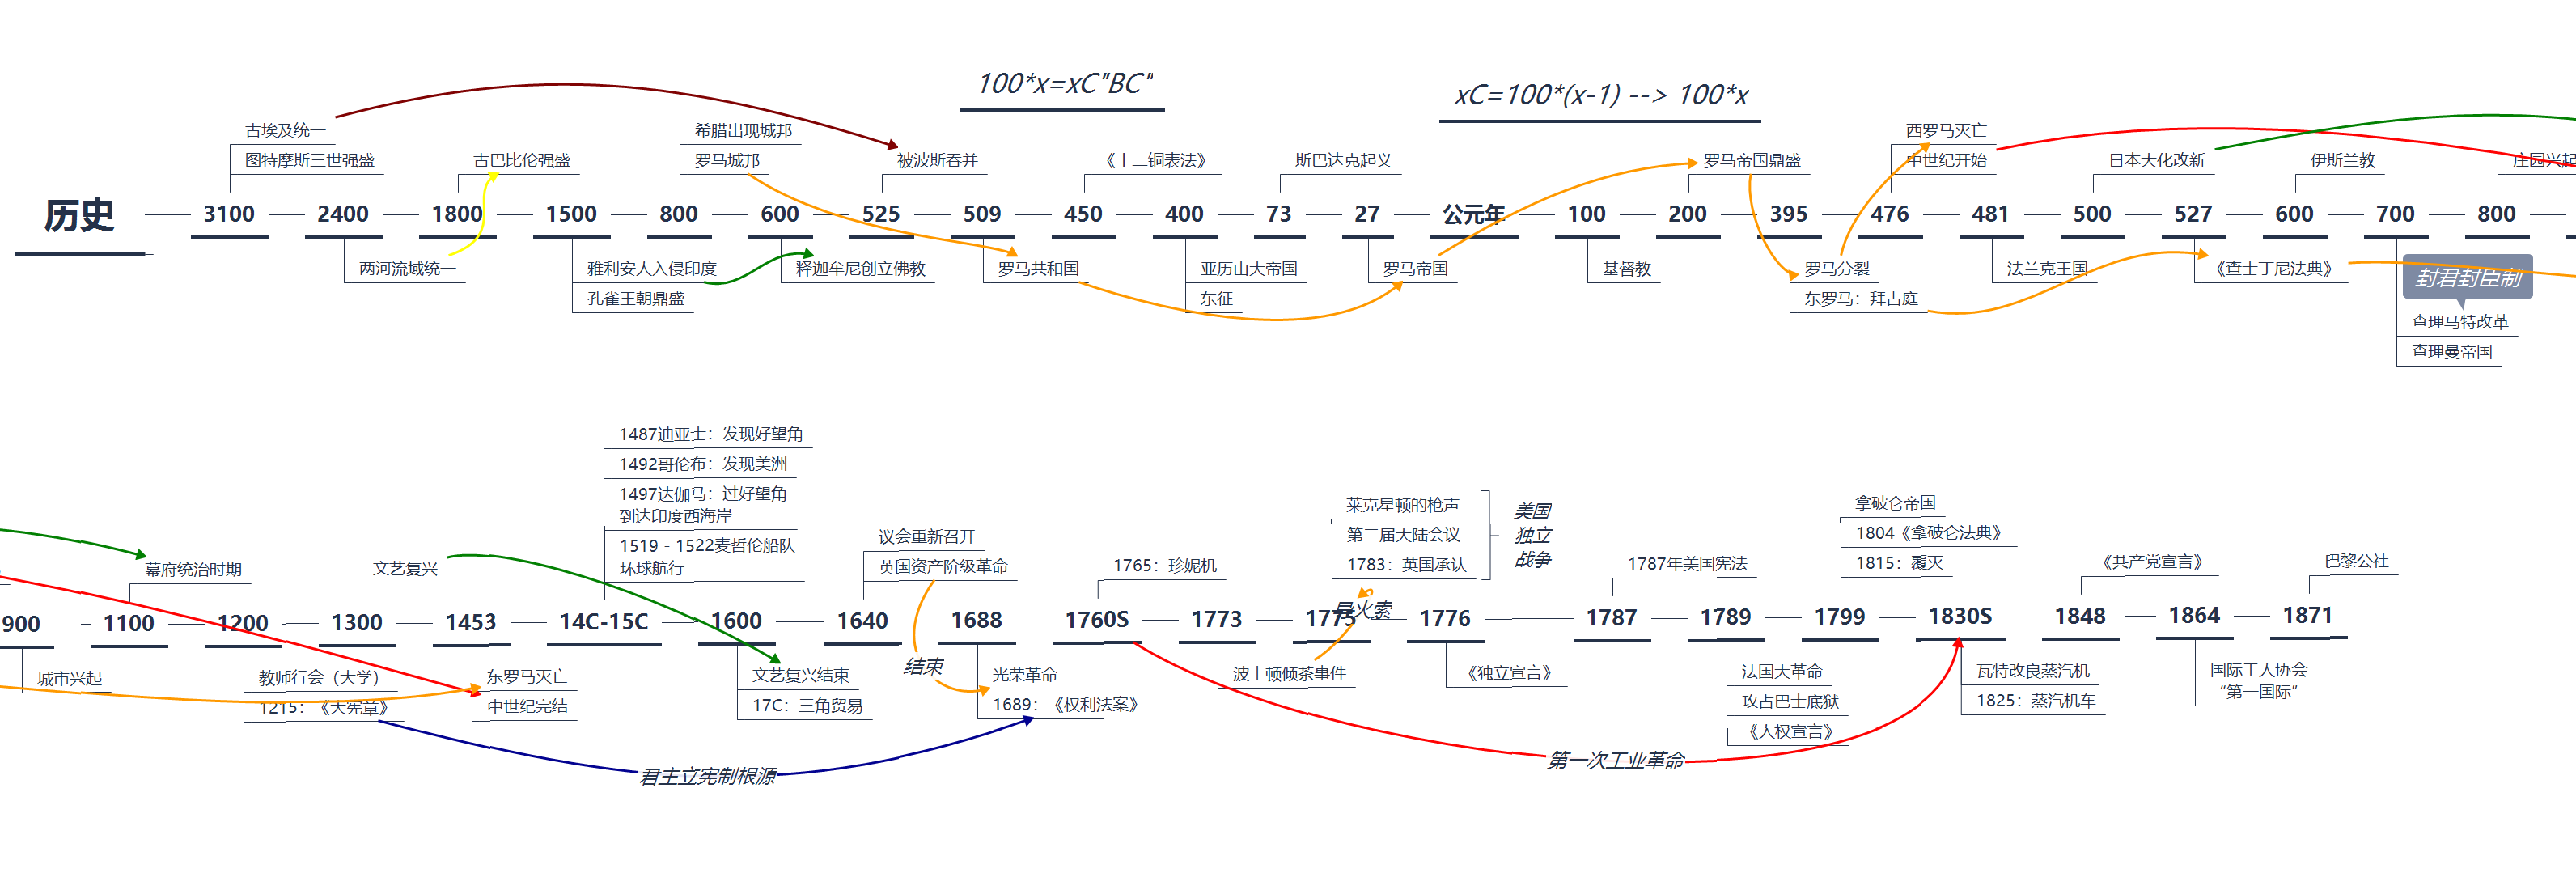 100*x=xC"BC"
xC=100*(x-1) --> 100*x
古埃及统一
图特摩斯三世强盛
古巴比伦强盛
希腊出现城邦
罗马城邦
被波斯吞并
《十二铜表法》
斯巴达克起义
罗马帝国鼎盛
西罗马灭亡
中世纪开始
日本大化改新
伊斯兰教
庄园兴起
历史
3100
2400
1800
1500
800
600
525
509
450
400
73
27
公元年
100
200
395
476
481
500
527
600
700
800
两河流域统一
雅利安人入侵印度
孔雀王朝鼎盛
释迦牟尼创立佛教
罗马共和国
亚历山大帝国
东征
罗马帝国
基督教
罗马分裂
东罗马：拜占庭
法兰克王国
《查士丁尼法典》
封君封臣制
查理马特改革
查理曼帝国
幕府统治时期
文艺复兴
1487迪亚士：发现好望角
1492哥伦布：发现美洲
1497达伽马：过好望角
到达印度西海岸
1519 - 1522麦哲伦船队
环球航行
议会重新召开
英国资产阶级革命
1765：珍妮机
莱克星顿的枪声
第二届大陆会议
1783：英国承认
美国
独立
战争
1787年美国宪法
拿破仑帝国
1804《拿破仑法典》
1815：覆灭
《共产党宣言》
巴黎公社
900
1100
1200
1300
1453
14C-15C
1600
1640
1688
1760S
1773
1775
导火索
1776
1787
1789
1799
1830S
1848
1864
1871
城市兴起
教师行会（大学）
1215：《大宪章》
东罗马灭亡
中世纪完结
文艺复兴结束
17C：三角贸易
结束
光荣革命
1689：《权利法案》
波士顿倾茶事件
《独立宣言》
法国大革命
攻占巴士底狱
《人权宣言》
瓦特改良蒸汽机
1825：蒸汽机车
国际工人协会
“第一国际”
君主立宪制根源
第一次工业革命